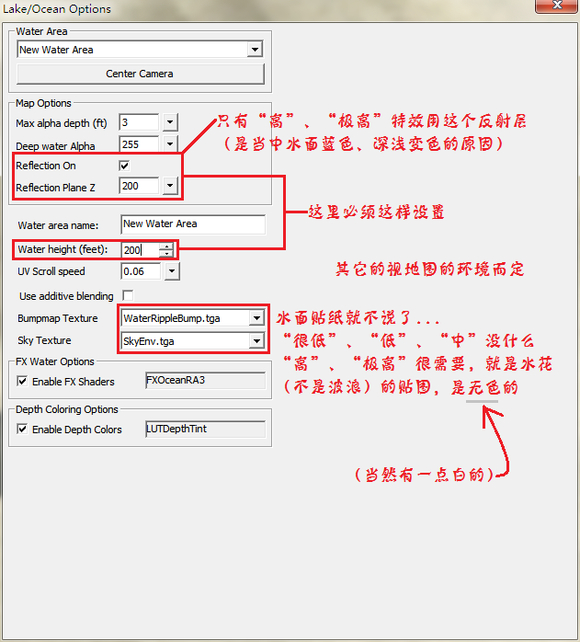 Lake/Ocean Options
Water Area
New Water Area
Center Camera
Map Options
Max alpha depth (ft) 3
Deep water Alpha 255
Reflection On
Reflection Plane Z 200
只有“高”、“极高”特效用这个反射层
（是当中水面蓝色、深浅变色的原因）
这里必须这样设置
Water area name: New Water Area
Water height (feet): 200
UV Scroll speed 0.06
其它的视地图的环境而定
Use additive blending
Bumpmap Texture WaterRippleBump.tga
Sky Texture SkyEnv.tga
水面贴纸就不说了...
“很低”、“低”、“中”没什么
“高”、“极高”很需要，就是水花
（不是波浪）的贴图，是无色的
（当然有一点白的）
FX Water Options
Enable FX Shaders FXOceanRA3
Depth Coloring Options
Enable Depth Colors LUTDepthTint